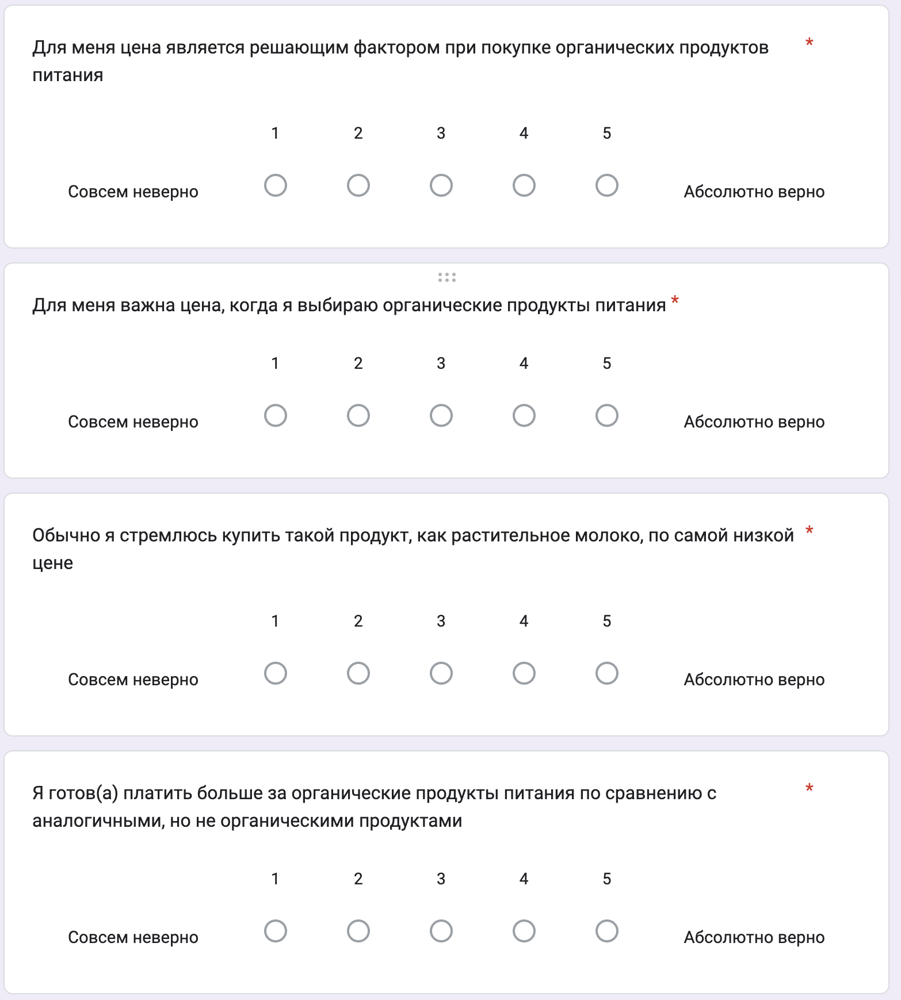 Для меня цена является решающим фактором при покупке органических продуктов *
питания
1 2 3 4 5
Совсем неверно Абсолютно верно
Для меня важна цена, когда я выбираю органические продукты питания *
1 2 3 4 5
Совсем неверно Абсолютно верно
Обычно я стремлюсь купить такой продукт, как растительное молоко, по самой низкой *
цене
1 2 3 4 5
Совсем неверно Абсолютно верно
Я готов(а) платить больше за органические продукты питания по сравнению с *
аналогичными, но не органическими продуктами
1 2 3 4 5
Совсем неверно Абсолютно верно